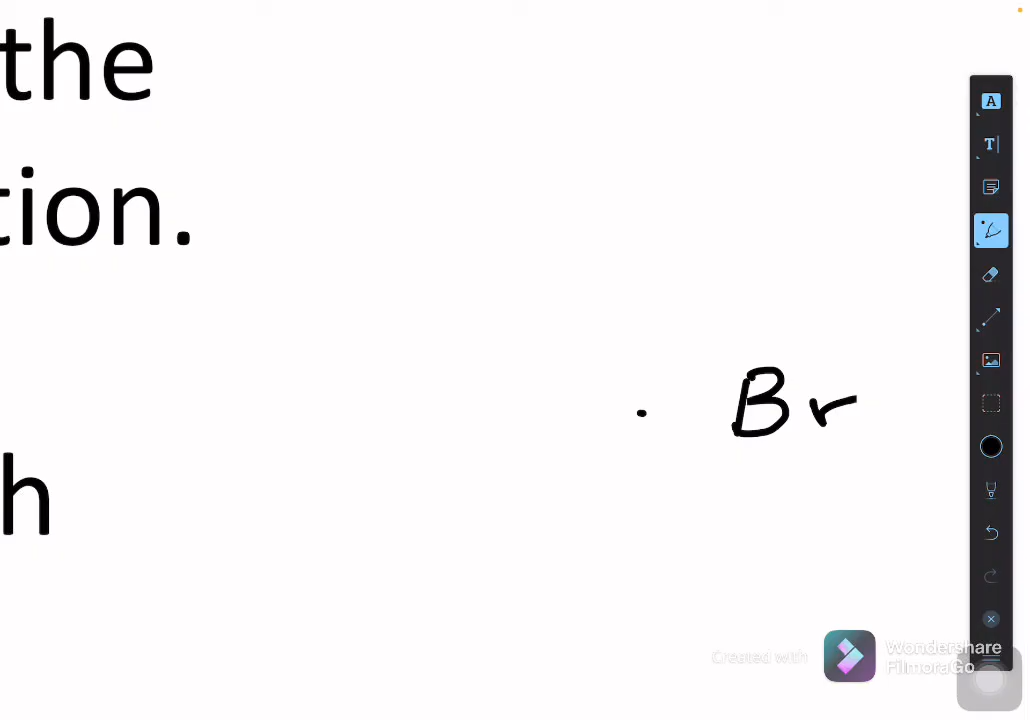 the
tion.
. Br
h
Created with Wondershare
FilmoraGo